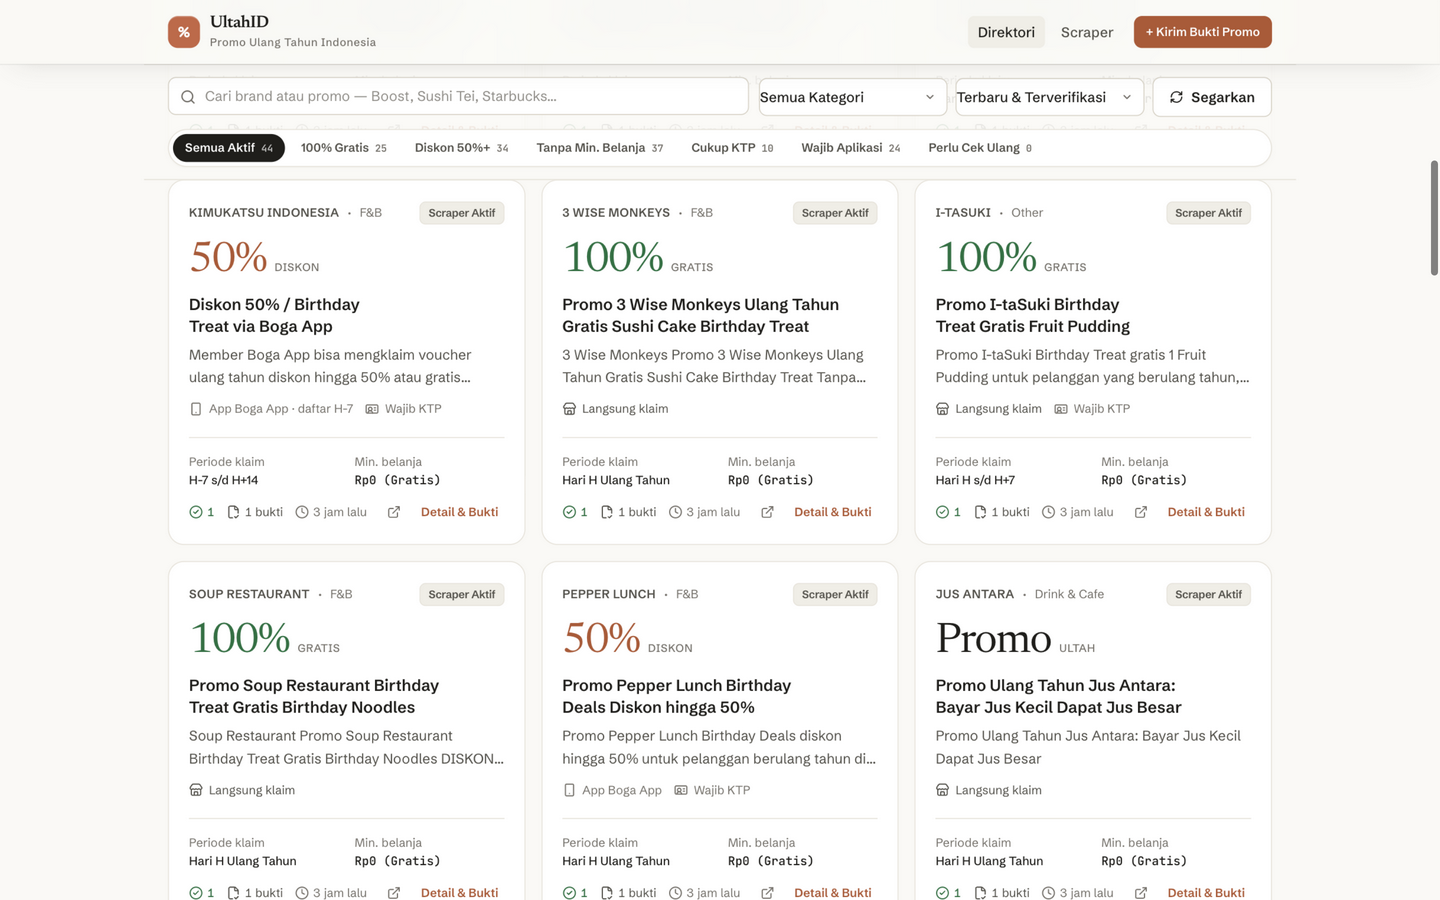 %
UltahID
Promo Ulang Tahun Indonesia
Direktori
Scraper
+ Kirim Bukti Promo
Cari brand atau promo — Boost, Sushi Tei, Starbucks...
Semua Kategori
Terbaru & Terverifikasi
Segarkan
Semua Aktif 44
100% Gratis 25
Diskon 50%+ 34
Tanpa Min. Belanja 37
Cukup KTP 10
Wajib Aplikasi 24
Perlu Cek Ulang 0
KIMUKATSU INDONESIA · F&B
Scraper Aktif
50% DISKON
Diskon 50% / Birthday
Treat via Boga App
Member Boga App bisa mengklaim voucher
ulang tahun diskon hingga 50% atau gratis...
App Boga App · daftar H-7
Wajib KTP
Periode klaim
H-7 s/d H+14
Min. belanja
Rp0 (Gratis)
1
1 bukti
3 jam lalu
Detail & Bukti
3 WISE MONKEYS · F&B
Scraper Aktif
100% GRATIS
Promo 3 Wise Monkeys Ulang Tahun
Gratis Sushi Cake Birthday Treat
3 Wise Monkeys Promo 3 Wise Monkeys Ulang
Tahun Gratis Sushi Cake Birthday Treat Tanpa...
Langsung klaim
Periode klaim
Hari H Ulang Tahun
Min. belanja
Rp0 (Gratis)
1
1 bukti
3 jam lalu
Detail & Bukti
I-TASUKI · Other
Scraper Aktif
100% GRATIS
Promo I-taSuki Birthday
Treat Gratis Fruit Pudding
Promo I-taSuki Birthday Treat gratis 1 Fruit
Pudding untuk pelanggan yang berulang tahun,...
Langsung klaim
Wajib KTP
Periode klaim
Hari H s/d H+7
Min. belanja
Rp0 (Gratis)
1
1 bukti
3 jam lalu
Detail & Bukti
SOUP RESTAURANT · F&B
Scraper Aktif
100% GRATIS
Promo Soup Restaurant Birthday
Treat Gratis Birthday Noodles
Soup Restaurant Promo Soup Restaurant
Birthday Treat Gratis Birthday Noodles DISKON...
Langsung klaim
Periode klaim
Hari H Ulang Tahun
Min. belanja
Rp0 (Gratis)
1
1 bukti
3 jam lalu
Detail & Bukti
PEPPER LUNCH · F&B
Scraper Aktif
50% DISKON
Promo Pepper Lunch Birthday
Deals Diskon hingga 50%
Promo Pepper Lunch Birthday Deals diskon
hingga 50% untuk pelanggan berulang tahun di...
App Boga App
Wajib KTP
Periode klaim
Hari H Ulang Tahun
Min. belanja
Rp0 (Gratis)
1
1 bukti
3 jam lalu
Detail & Bukti
JUS ANTARA · Drink & Cafe
Scraper Aktif
Promo ULTAH
Promo Ulang Tahun Jus Antara:
Bayar Jus Kecil Dapat Jus Besar
Promo Ulang Tahun Jus Antara: Bayar Jus Kecil
Dapat Jus Besar
Langsung klaim
Periode klaim
Hari H Ulang Tahun
Min. belanja
Rp0 (Gratis)
1
1 bukti
3 jam lalu
Detail & Bukti